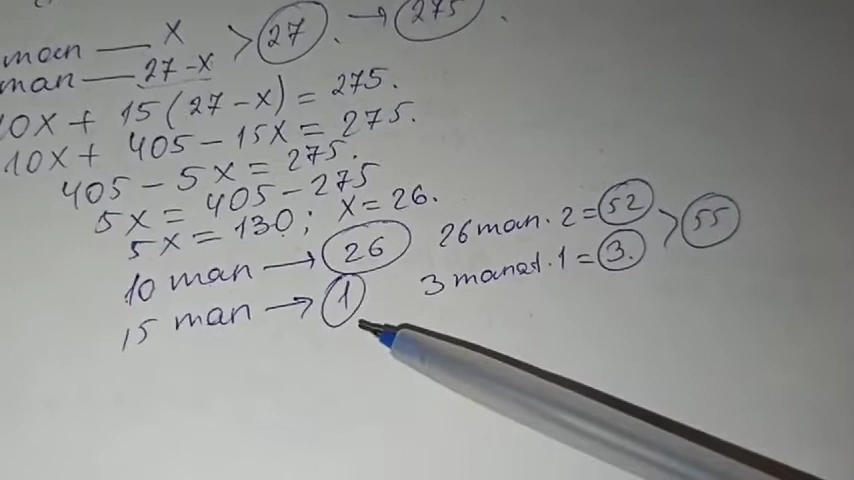 man — x > 27. → 275.
man — 27-x
10x + 15(27-x) = 275.
10x + 405 - 15x = 275.
405 - 5x = 275.
5x = 405 - 275
5x = 130; x = 26.
10 man → 26
15 man → 1
26 man. 2 = 52 > 55
3 manat. 1 = 3.